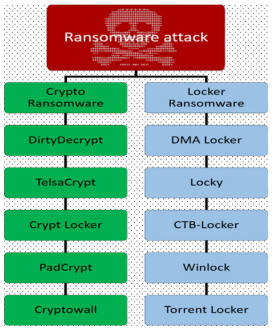 Ransomware attack
Crypto
Ransomware
Locker
Ransomware
DirtyDecrypt
DMA Locker
TelsaCrypt
Locky
Crypt Locker
CTB-Locker
PadCrypt
Winlock
Cryptowall
Torrent Locker